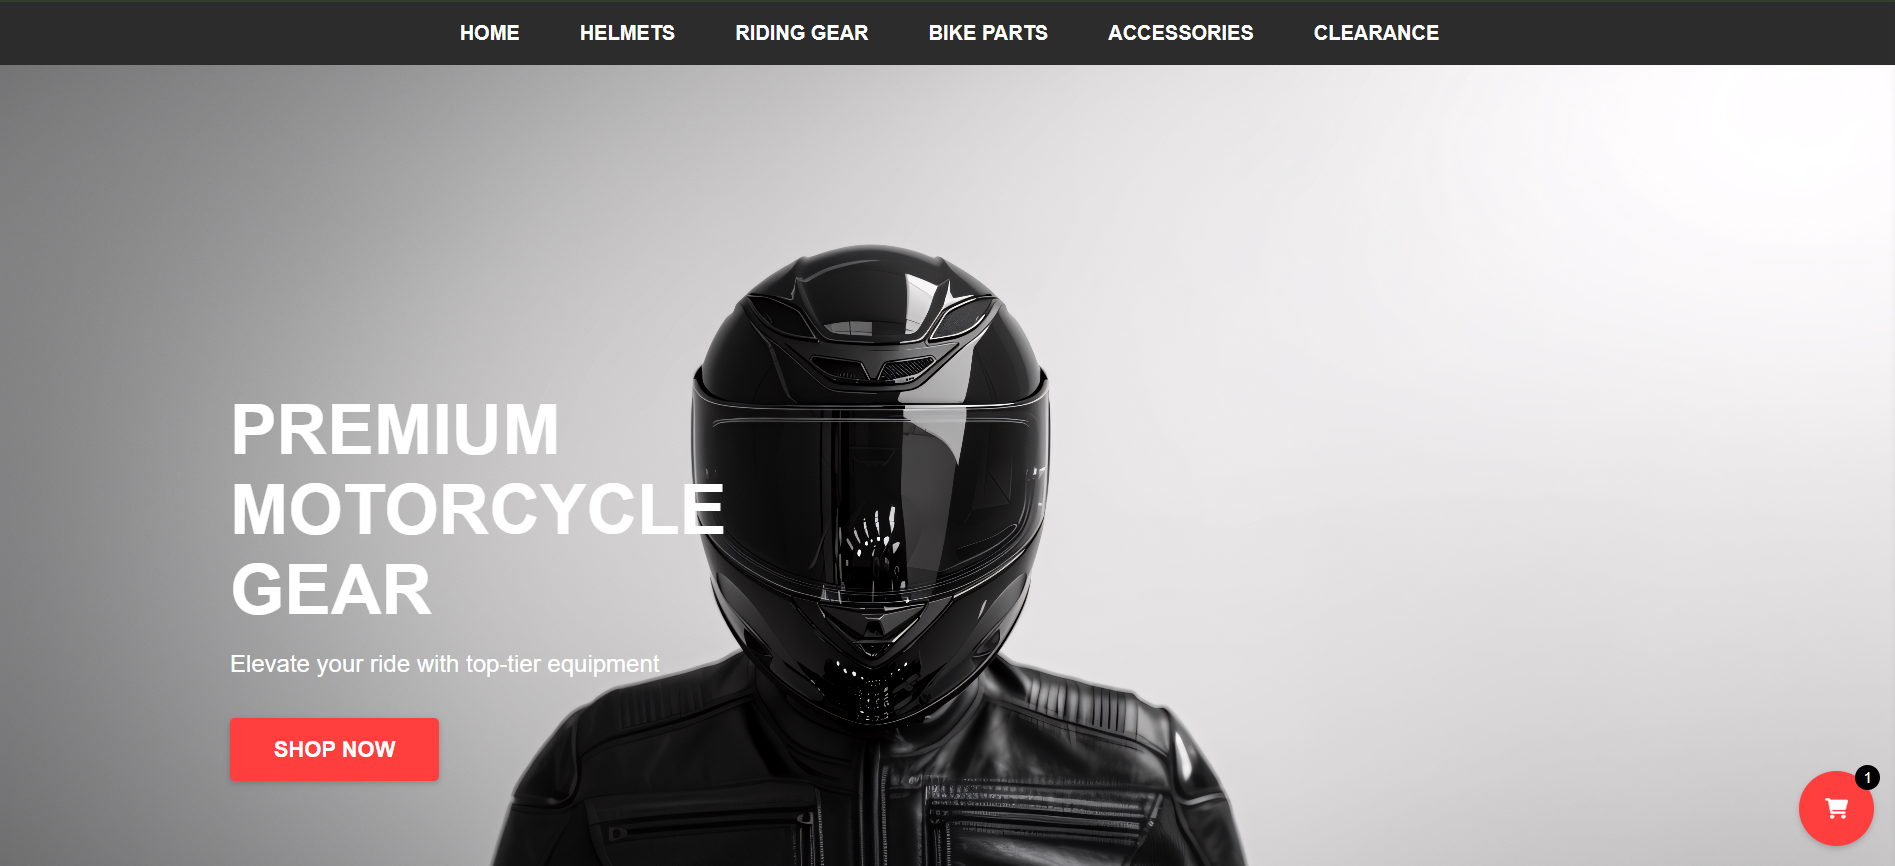 HOME HELMETS RIDING GEAR BIKE PARTS ACCESSORIES CLEARANCE
PREMIUM
MOTORCYCLE
GEAR
Elevate your ride with top-tier equipment
SHOP NOW
1